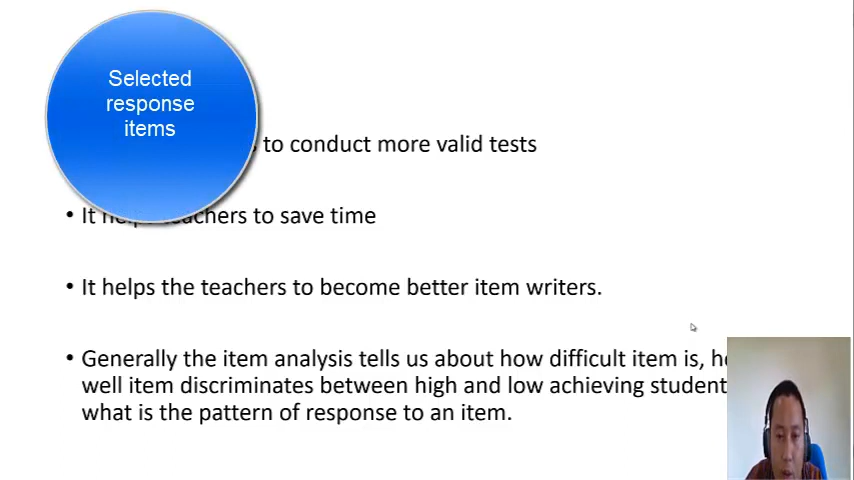 Selected
response
items
to conduct more valid tests
• It helps teachers to save time
• It helps the teachers to become better item writers.
• Generally the item analysis tells us about how difficult item is,
well item discriminates between high and low achieving student
what is the pattern of response to an item.